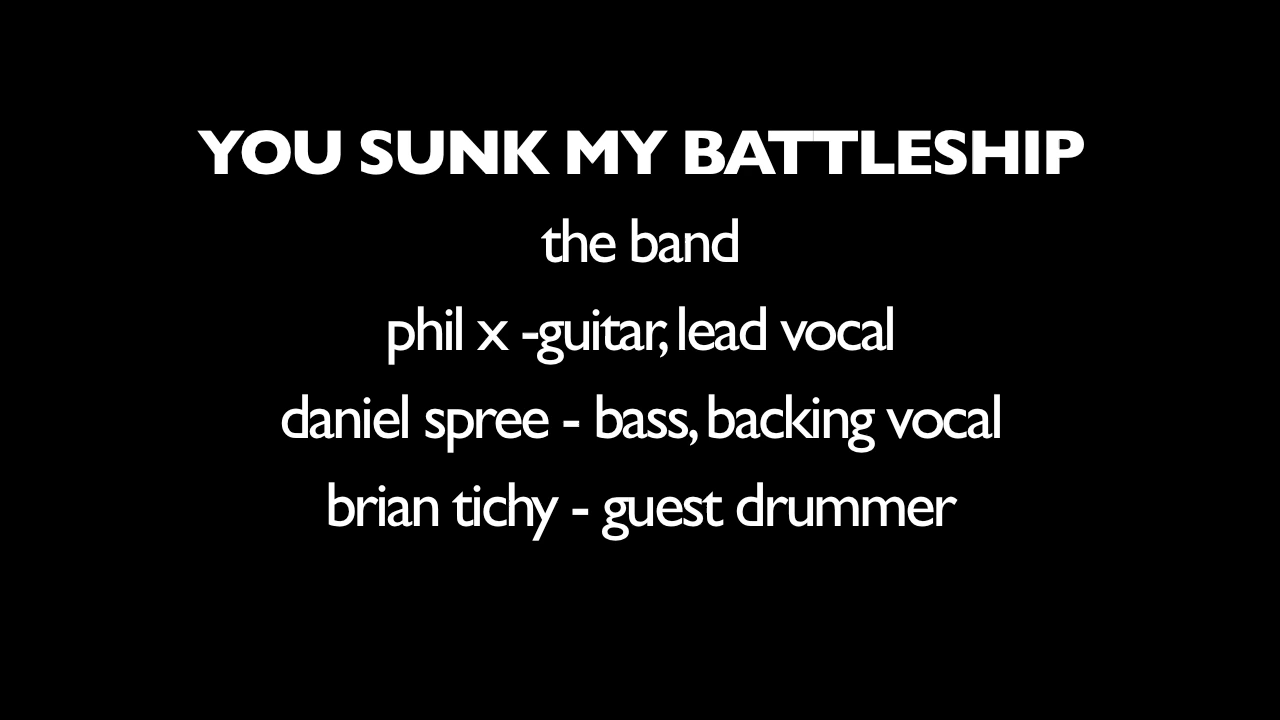 YOU SUNK MY BATTLESHIP
the band
phil x -guitar, lead vocal
daniel spree - bass, backing vocal
brian tichy - guest drummer